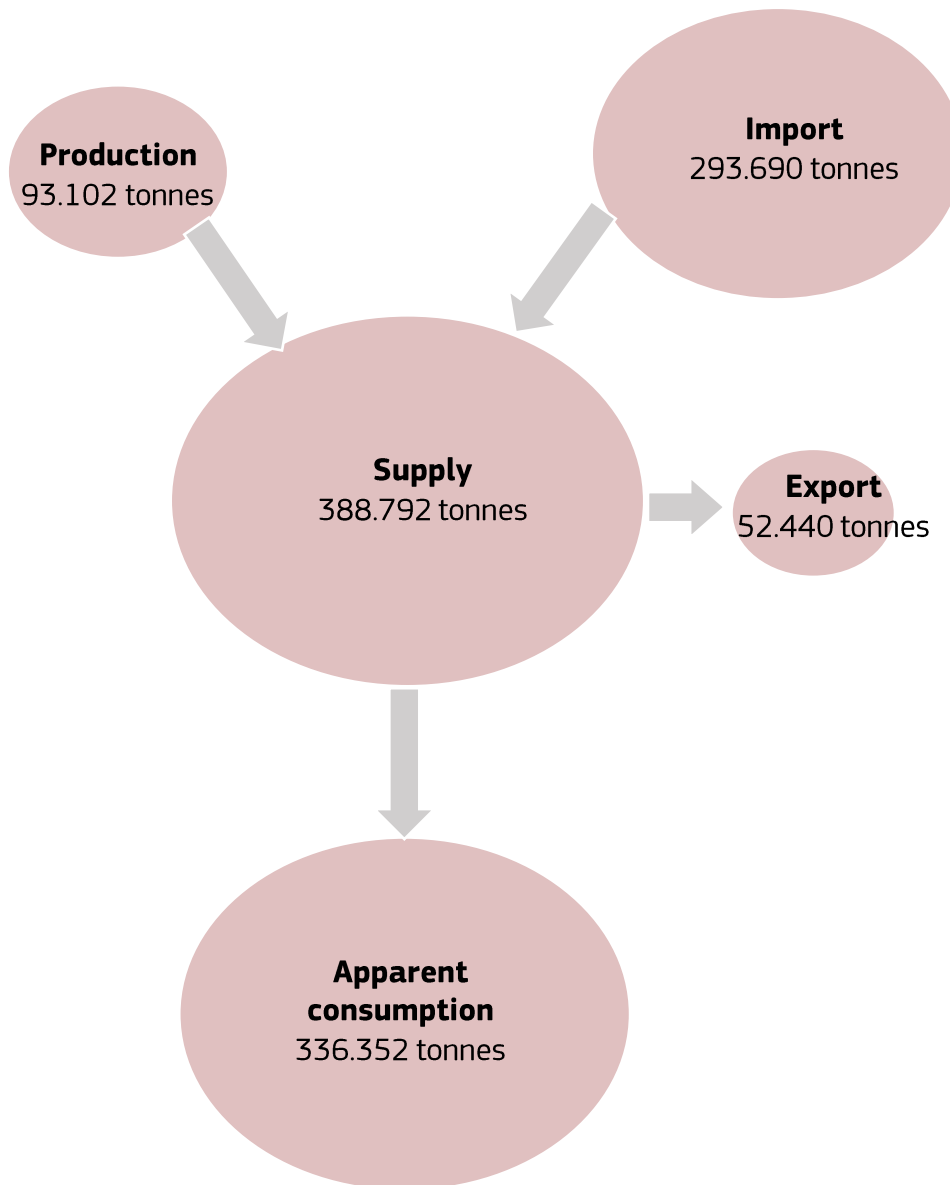 Production
93.102 tonnes
Import
293.690 tonnes
Supply
388.792 tonnes
Export
52.440 tonnes
Apparent
consumption
336.352 tonnes